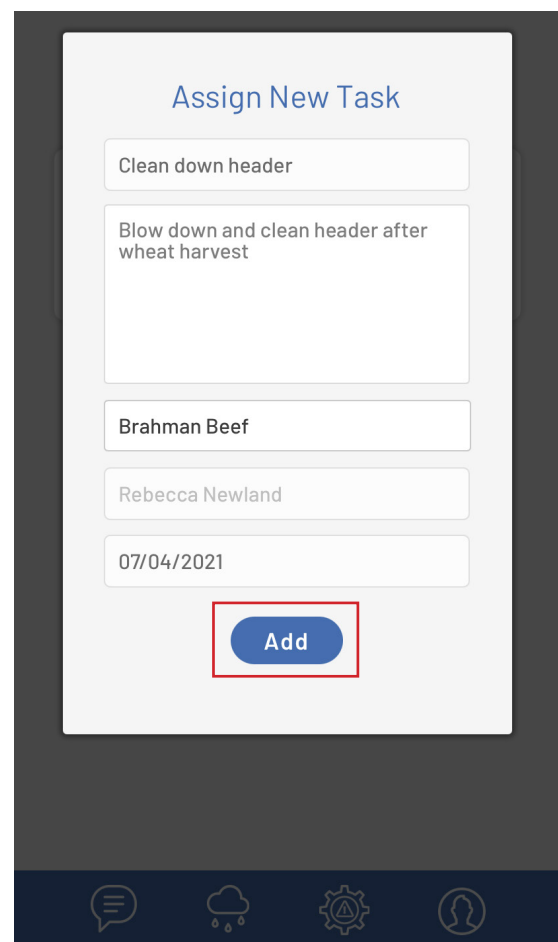 Assign New Task
Clean down header
Blow down and clean header after
wheat harvest
Brahman Beef
Rebecca Newland
07/04/2021
Add